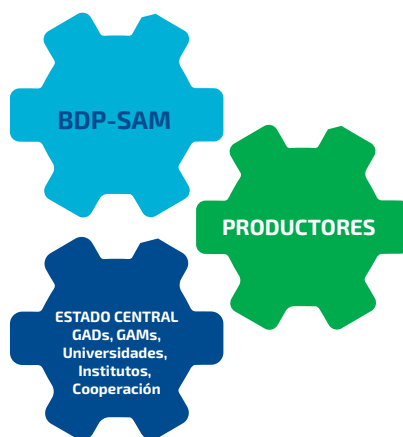 BDP-SAM
PRODUCTORES
ESTADO CENTRAL
GADs, GAMs,
Universidades,
Institutos,
Cooperación